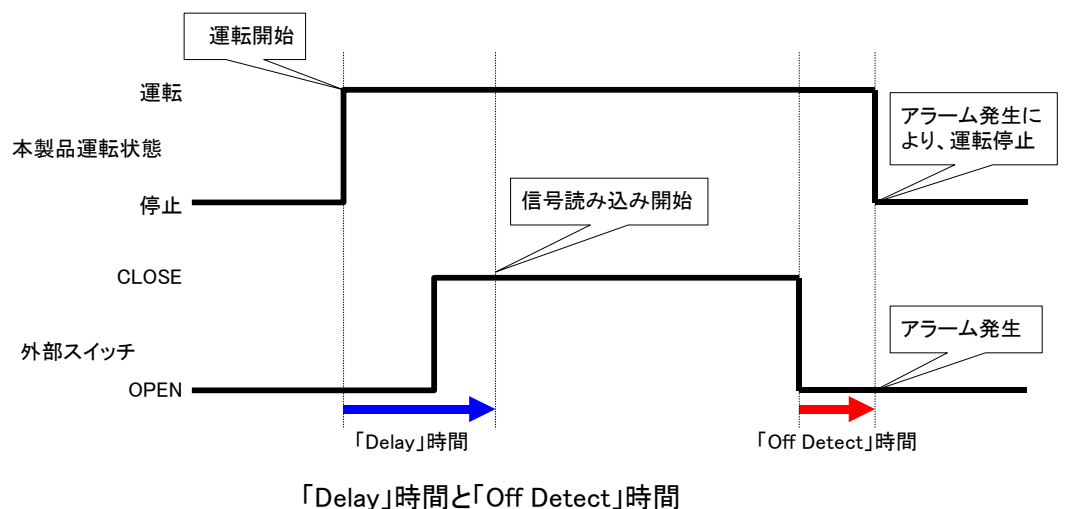 運転開始
運転
本製品運転状態
停止
アラーム発生に
より、運転停止
信号読み込み開始
CLOSE
外部スイッチ
OPEN
アラーム発生
「Delay」時間
「Off Detect」時間
「Delay」時間と「Off Detect」時間